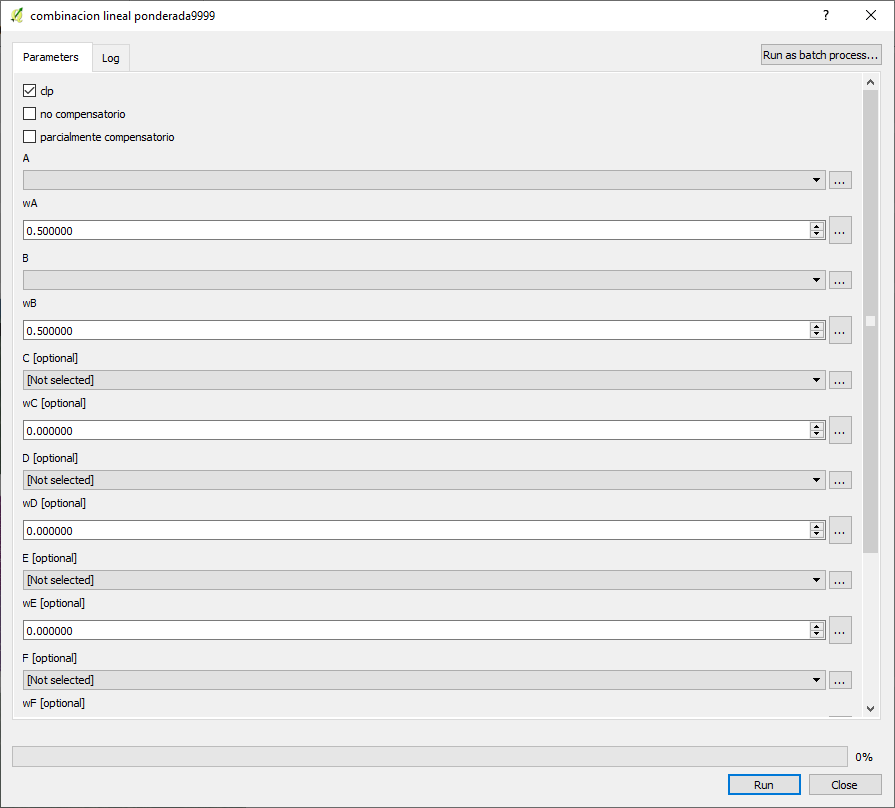 combinacion lineal ponderada9999
?
Parameters
Log
Run as batch process...
clp
no compensatorio
parcialmente compensatorio
A
...
wA
0.500000
...
B
...
wB
0.500000
...
C [optional]
[Not selected]
...
wC [optional]
0.000000
...
D [optional]
[Not selected]
...
wD [optional]
0.000000
...
E [optional]
[Not selected]
...
wE [optional]
0.000000
...
F [optional]
[Not selected]
...
wF [optional]
0%
Run
Close